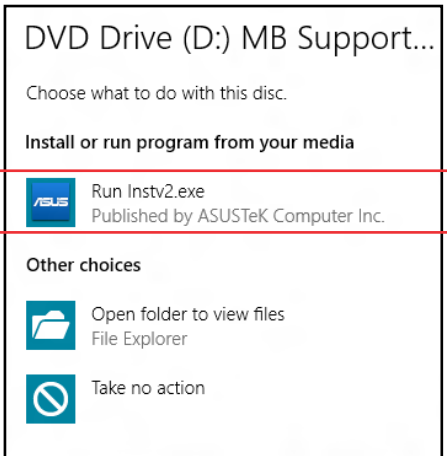 DVD Drive (D:) MB Support...
Choose what to do with this disc.
Install or run program from your media
ASUS
Run Instv2.exe
Published by ASUSTeK Computer Inc.
Other choices
Open folder to view files
File Explorer
Take no action